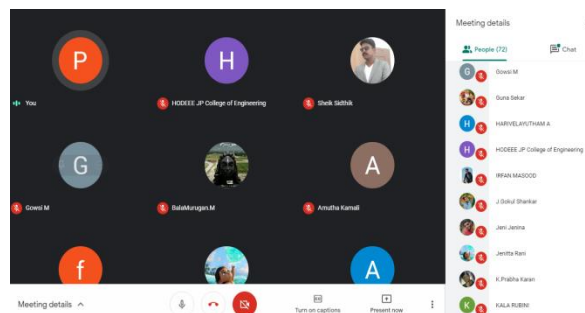 P
You
H
HODEEE JP College of Engineering
Sheik Sidthik
G
Gowsi M
BalaMurugan.M
A
Amutha Kamali
f
A
Meeting details
Turn on captions
Present now
Meeting details
People (72)
Chat
G
Gowsi M
Guna Sekar
H
HARIVELAYUTHAM A
H
HODEEE JP College of Engineering
IRFAN MASOOD
J.Gokul Shankar
Jeni Jenina
Jenitta Rani
K.Prabha Karan
K
KALA RUBINI